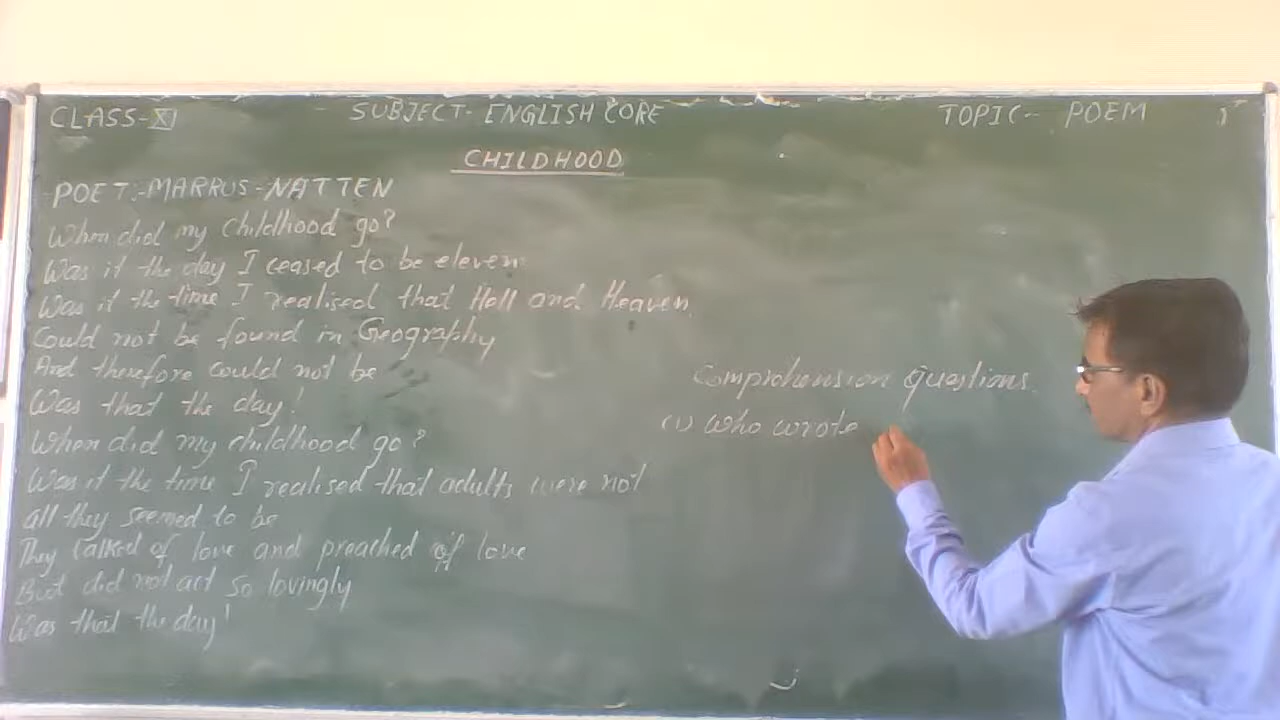 CLASS-XI SUBJECT- ENGLISH CORE TOPIC- POEM
CHILDHOOD
POET:-MARRUS-NATTEN
When did my childhood go?
Was it the day I ceased to be eleven
Was it the time I realised that Hell and Heaven,
Could not be found in Geography
And therefore could not be
Was that the day!
When did my childhood go?
Was it the time I realised that adults were not
all they seemed to be
They talked of love and preached of love
But did not act so lovingly
Was that the day!
Comprehension questions.
(1) Who wrote